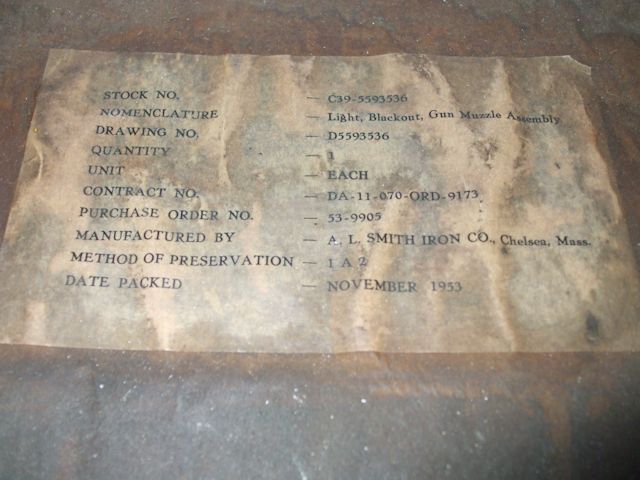 STOCK NO. — C39-5593536
NOMENCLATURE — Light, Blackout, Gun Muzzle Assembly
DRAWING NO. — D5593536
QUANTITY — 1
UNIT — EACH
CONTRACT NO. — DA-11-070-ORD-9173
PURCHASE ORDER NO. — 53-9905
MANUFACTURED BY — A. L. SMITH IRON CO., Chelsea, Mass.
METHOD OF PRESERVATION — 1 A 2
DATE PACKED — NOVEMBER 1953